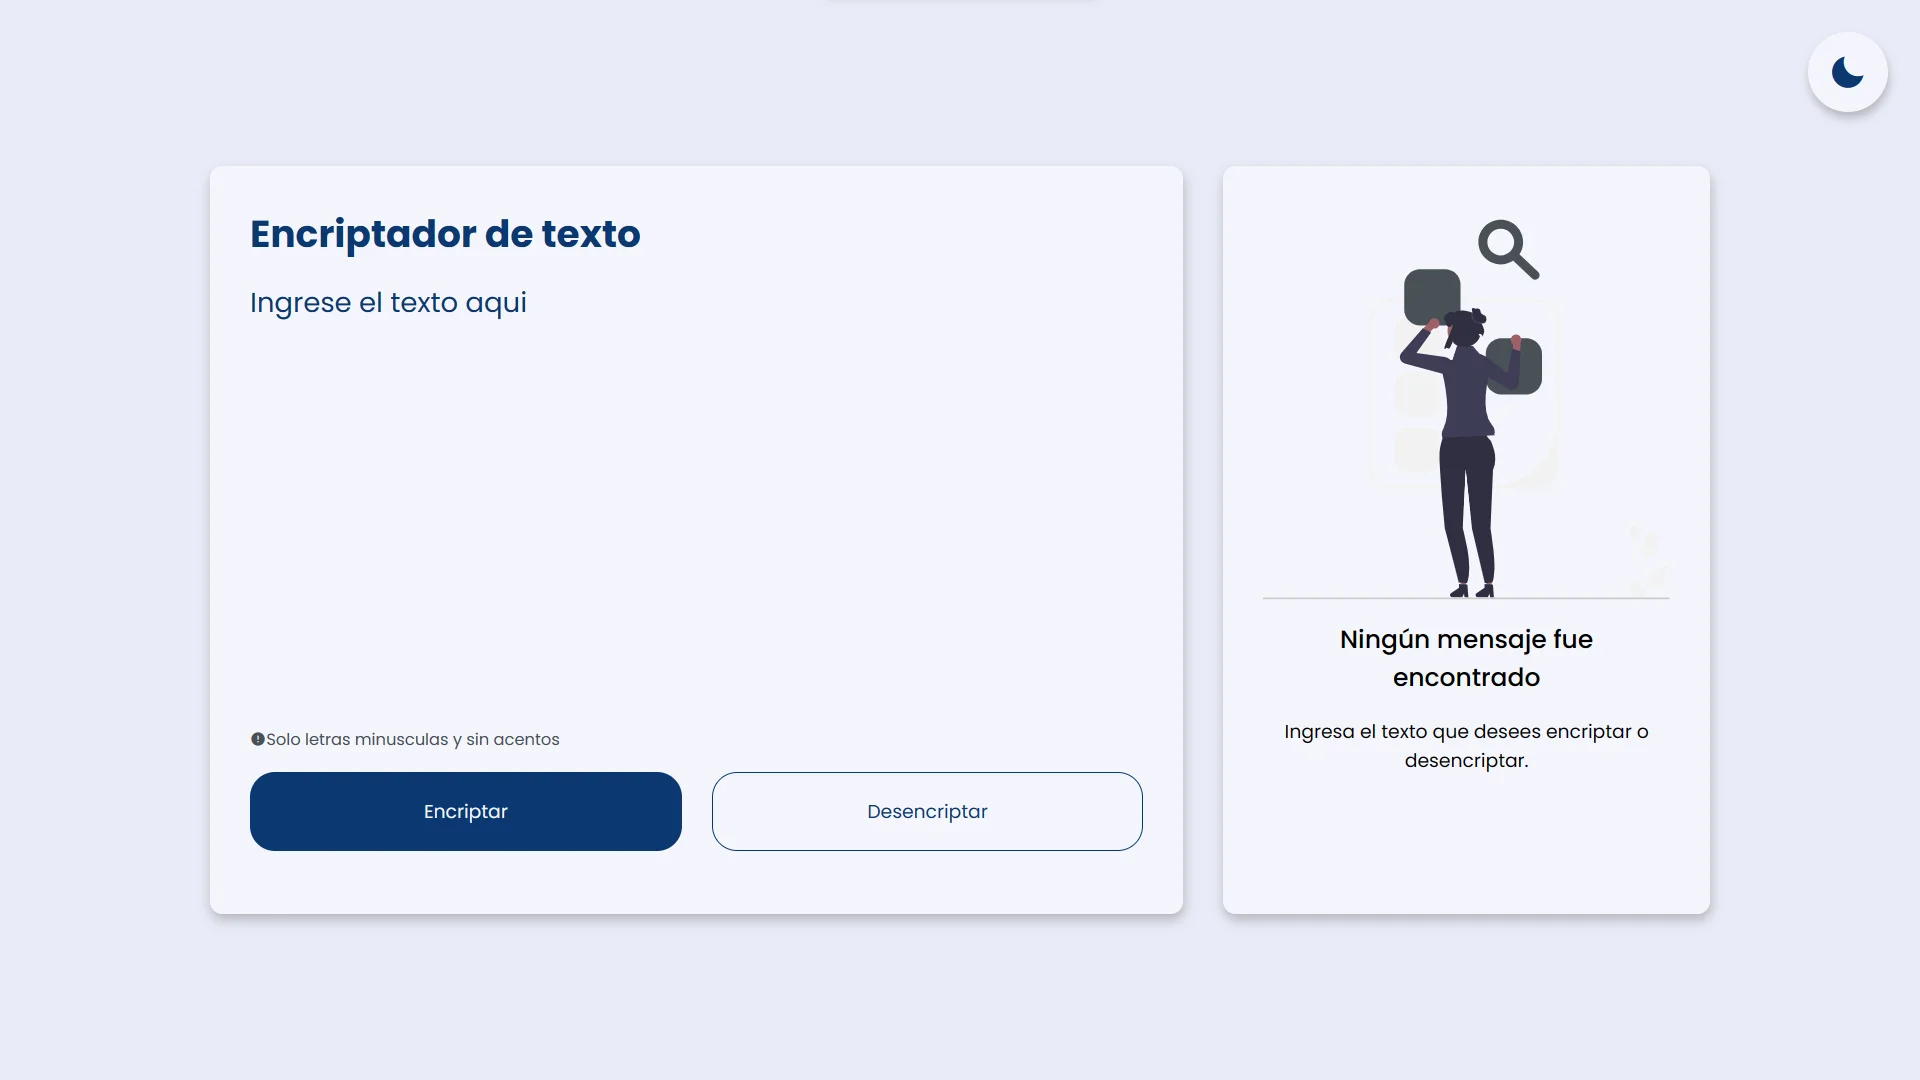 Encriptador de texto
Ingrese el texto aqui
Solo letras minusculas y sin acentos
Encriptar
Desencriptar
Ningún mensaje fue
encontrado
Ingresa el texto que desees encriptar o
desencriptar.